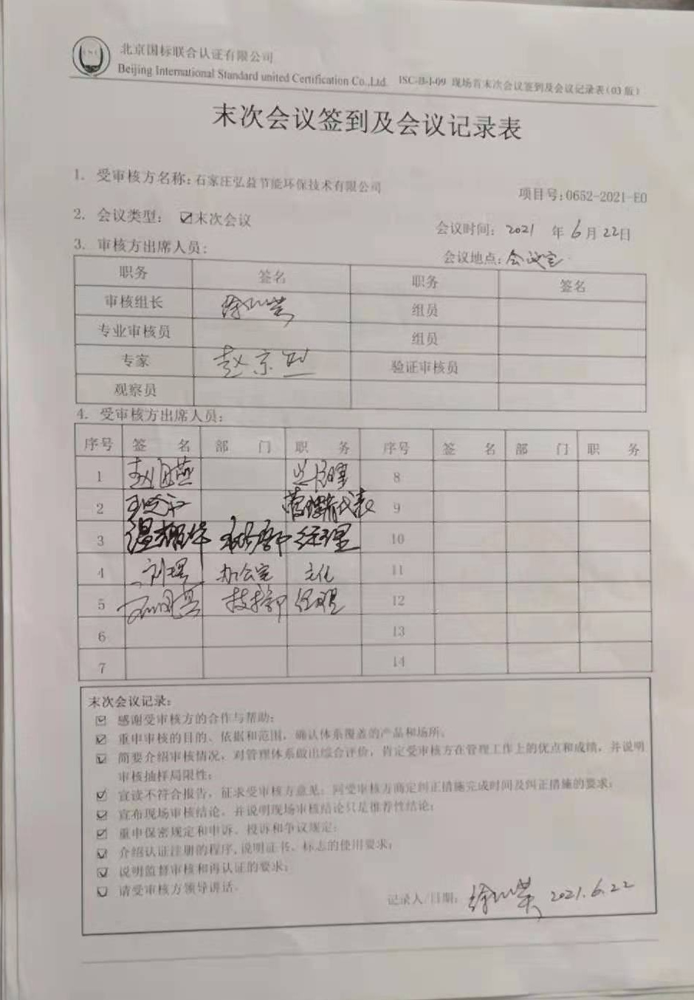 北京国标联合认证有限公司
Beijing International Standard united Certification Co.,Ltd. ISC-B-I-09 现场首末次会议签到及会议记录表(03版)
末次会议签到及会议记录表
1. 受审核方名称:石家庄弘益节能环保技术有限公司
项目号:0652-2021-EO
2. 会议类型: ☑末次会议
会议时间: 2021 年 6 月 22 日
3. 审核方出席人员:
会议地点:会议室
职务 签名 职务 签名
审核组长 组员
专业审核员 组员
专家 验证审核员
观察员
4. 受审核方出席人员:
序号 签 名 部 门 职 务 序号 签 名 部 门 职 务
1 8
2 管理者代表 9
3 经理 10
4 办公室 11
5 经理 12
6 13
7 14
末次会议记录:
☑ 感谢受审核方的合作与帮助;
☑ 重申审核的目的、依据和范围,确认体系覆盖的产品和场所。
☑ 简要介绍审核情况,对管理体系做出综合评价,肯定受审核方在管理工作上的优点和成绩,并说明
审核抽样局限性;
☑ 宣读不符合报告,征求受审核方意见;同受审核方商定纠正措施完成时间及纠正措施的要求;
☑ 宣布现场审核结论,并说明现场审核结论只是推荐性结论;
☑ 重申保密规定和申诉、投诉和争议规定;
☑ 介绍认证注册的程序,说明证书、标志的使用要求;
☑ 说明监督审核和再认证的要求;
☑ 请受审核方领导讲话。
记录人/日期: 2021.6.22